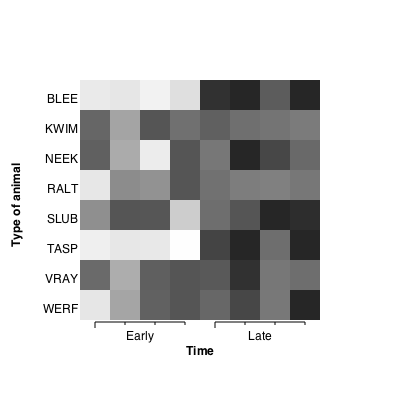 BLEE
KWIM
NEEK
RALT
SLUB
TASP
VRAY
WERF
Type of animal
Early Late
Time